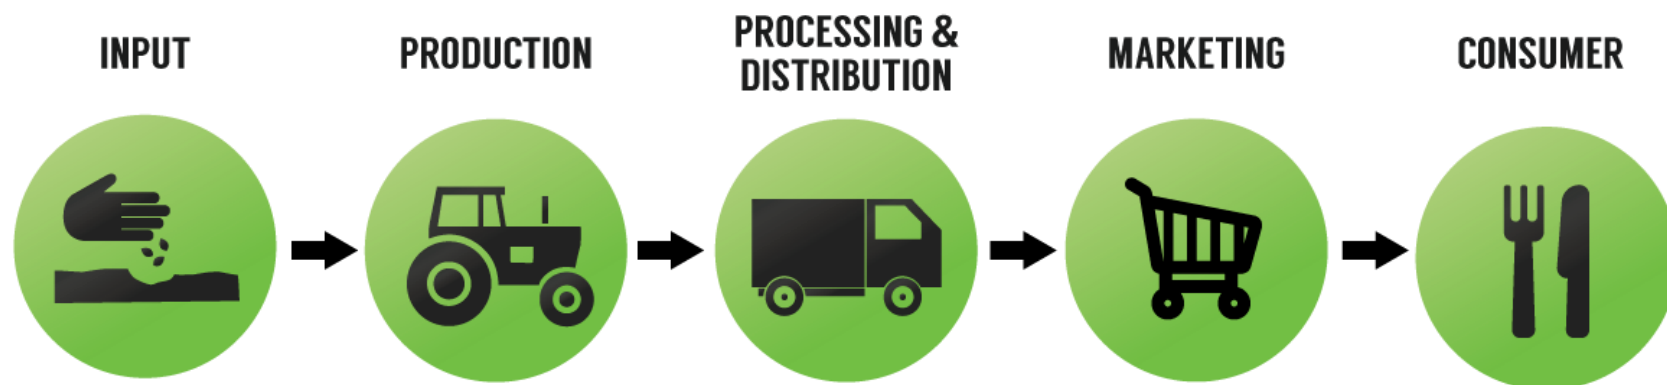 INPUT
PRODUCTION
PROCESSING &
DISTRIBUTION
MARKETING
CONSUMER